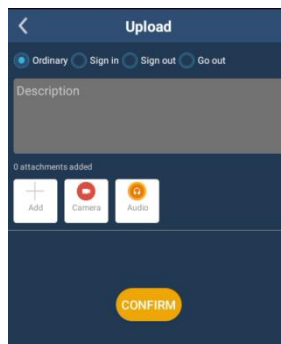 Upload
Ordinary Sign in Sign out Go out
Description
0 attachments added
Add Camera Audio
CONFIRM